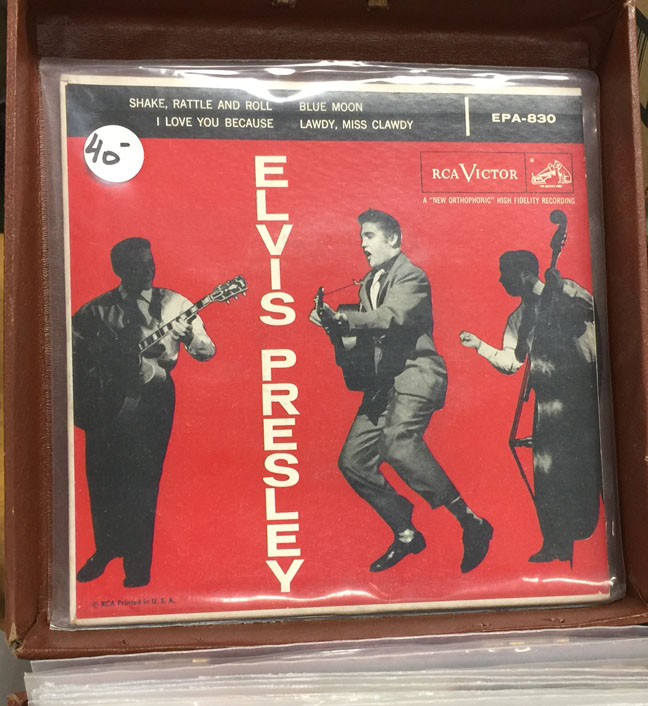 SHAKE, RATTLE AND ROLL BLUE MOON
I LOVE YOU BECAUSE LAWDY, MISS CLAWDY
EPA-830
40-
RCA VICTOR
A "NEW ORTHOPHONIC" HIGH FIDELITY RECORDING
ELVIS PRESLEY
© RCA Printed in U. S. A.